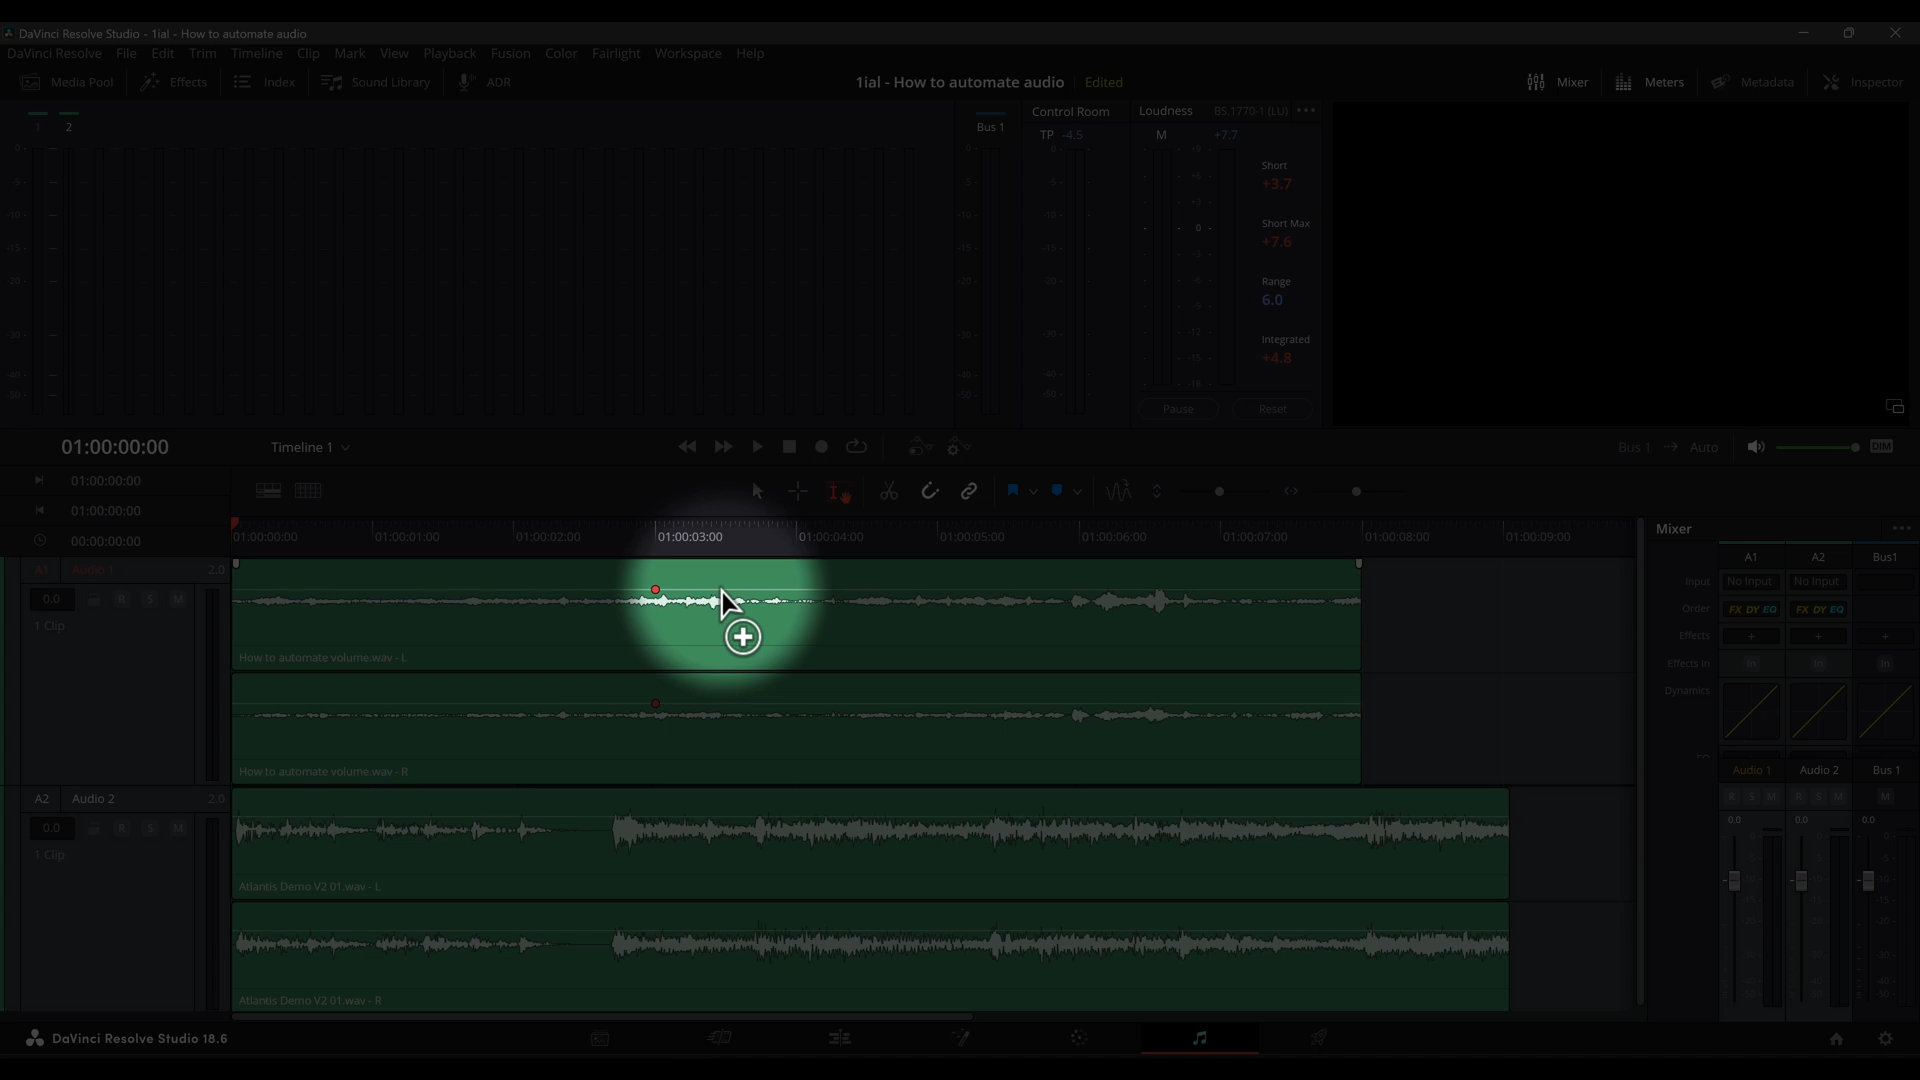 DaVinci Resolve Studio - 1ial - How to automate audio
DaVinci Resolve File Edit Trim Timeline Clip Mark View Playback Fusion Color Fairlight Workspace Help
Media Pool Effects Index Sound Library ADR 1ial - How to automate audio Edited Mixer Meters Metadata Inspector
1 2 Bus 1 Control Room Loudness BS.1770-1 (LU)
TP -4.5 M +7.7
Short
+3.7
Short Max
+7.6
Range
6.0
Integrated
+4.8
Pause Reset
01:00:00:00 Timeline 1 Bus 1 Auto DIM
01:00:00:00
01:00:00:00
00:00:00:00
01:00:00:00 01:00:01:00 01:00:02:00 01:00:03:00 01:00:04:00 01:00:05:00 01:00:06:00 01:00:07:00 01:00:08:00 01:00:09:00
A1 Audio 1 2.0
0.0 R S M
1 Clip
How to automate volume.wav - L
How to automate volume.wav - R
A2 Audio 2 2.0
0.0 R S M
1 Clip
Atlantis Demo V2 01.wav - L
Atlantis Demo V2 01.wav - R
Mixer
A1 A2 Bus1
Input No Input No Input
Order FX DY EQ FX DY EQ
Effects + + +
Effects In In In In
Dynamics
Audio 1 Audio 2 Bus 1
R S M R S M M
0.0 0.0 0.0
DaVinci Resolve Studio 18.6